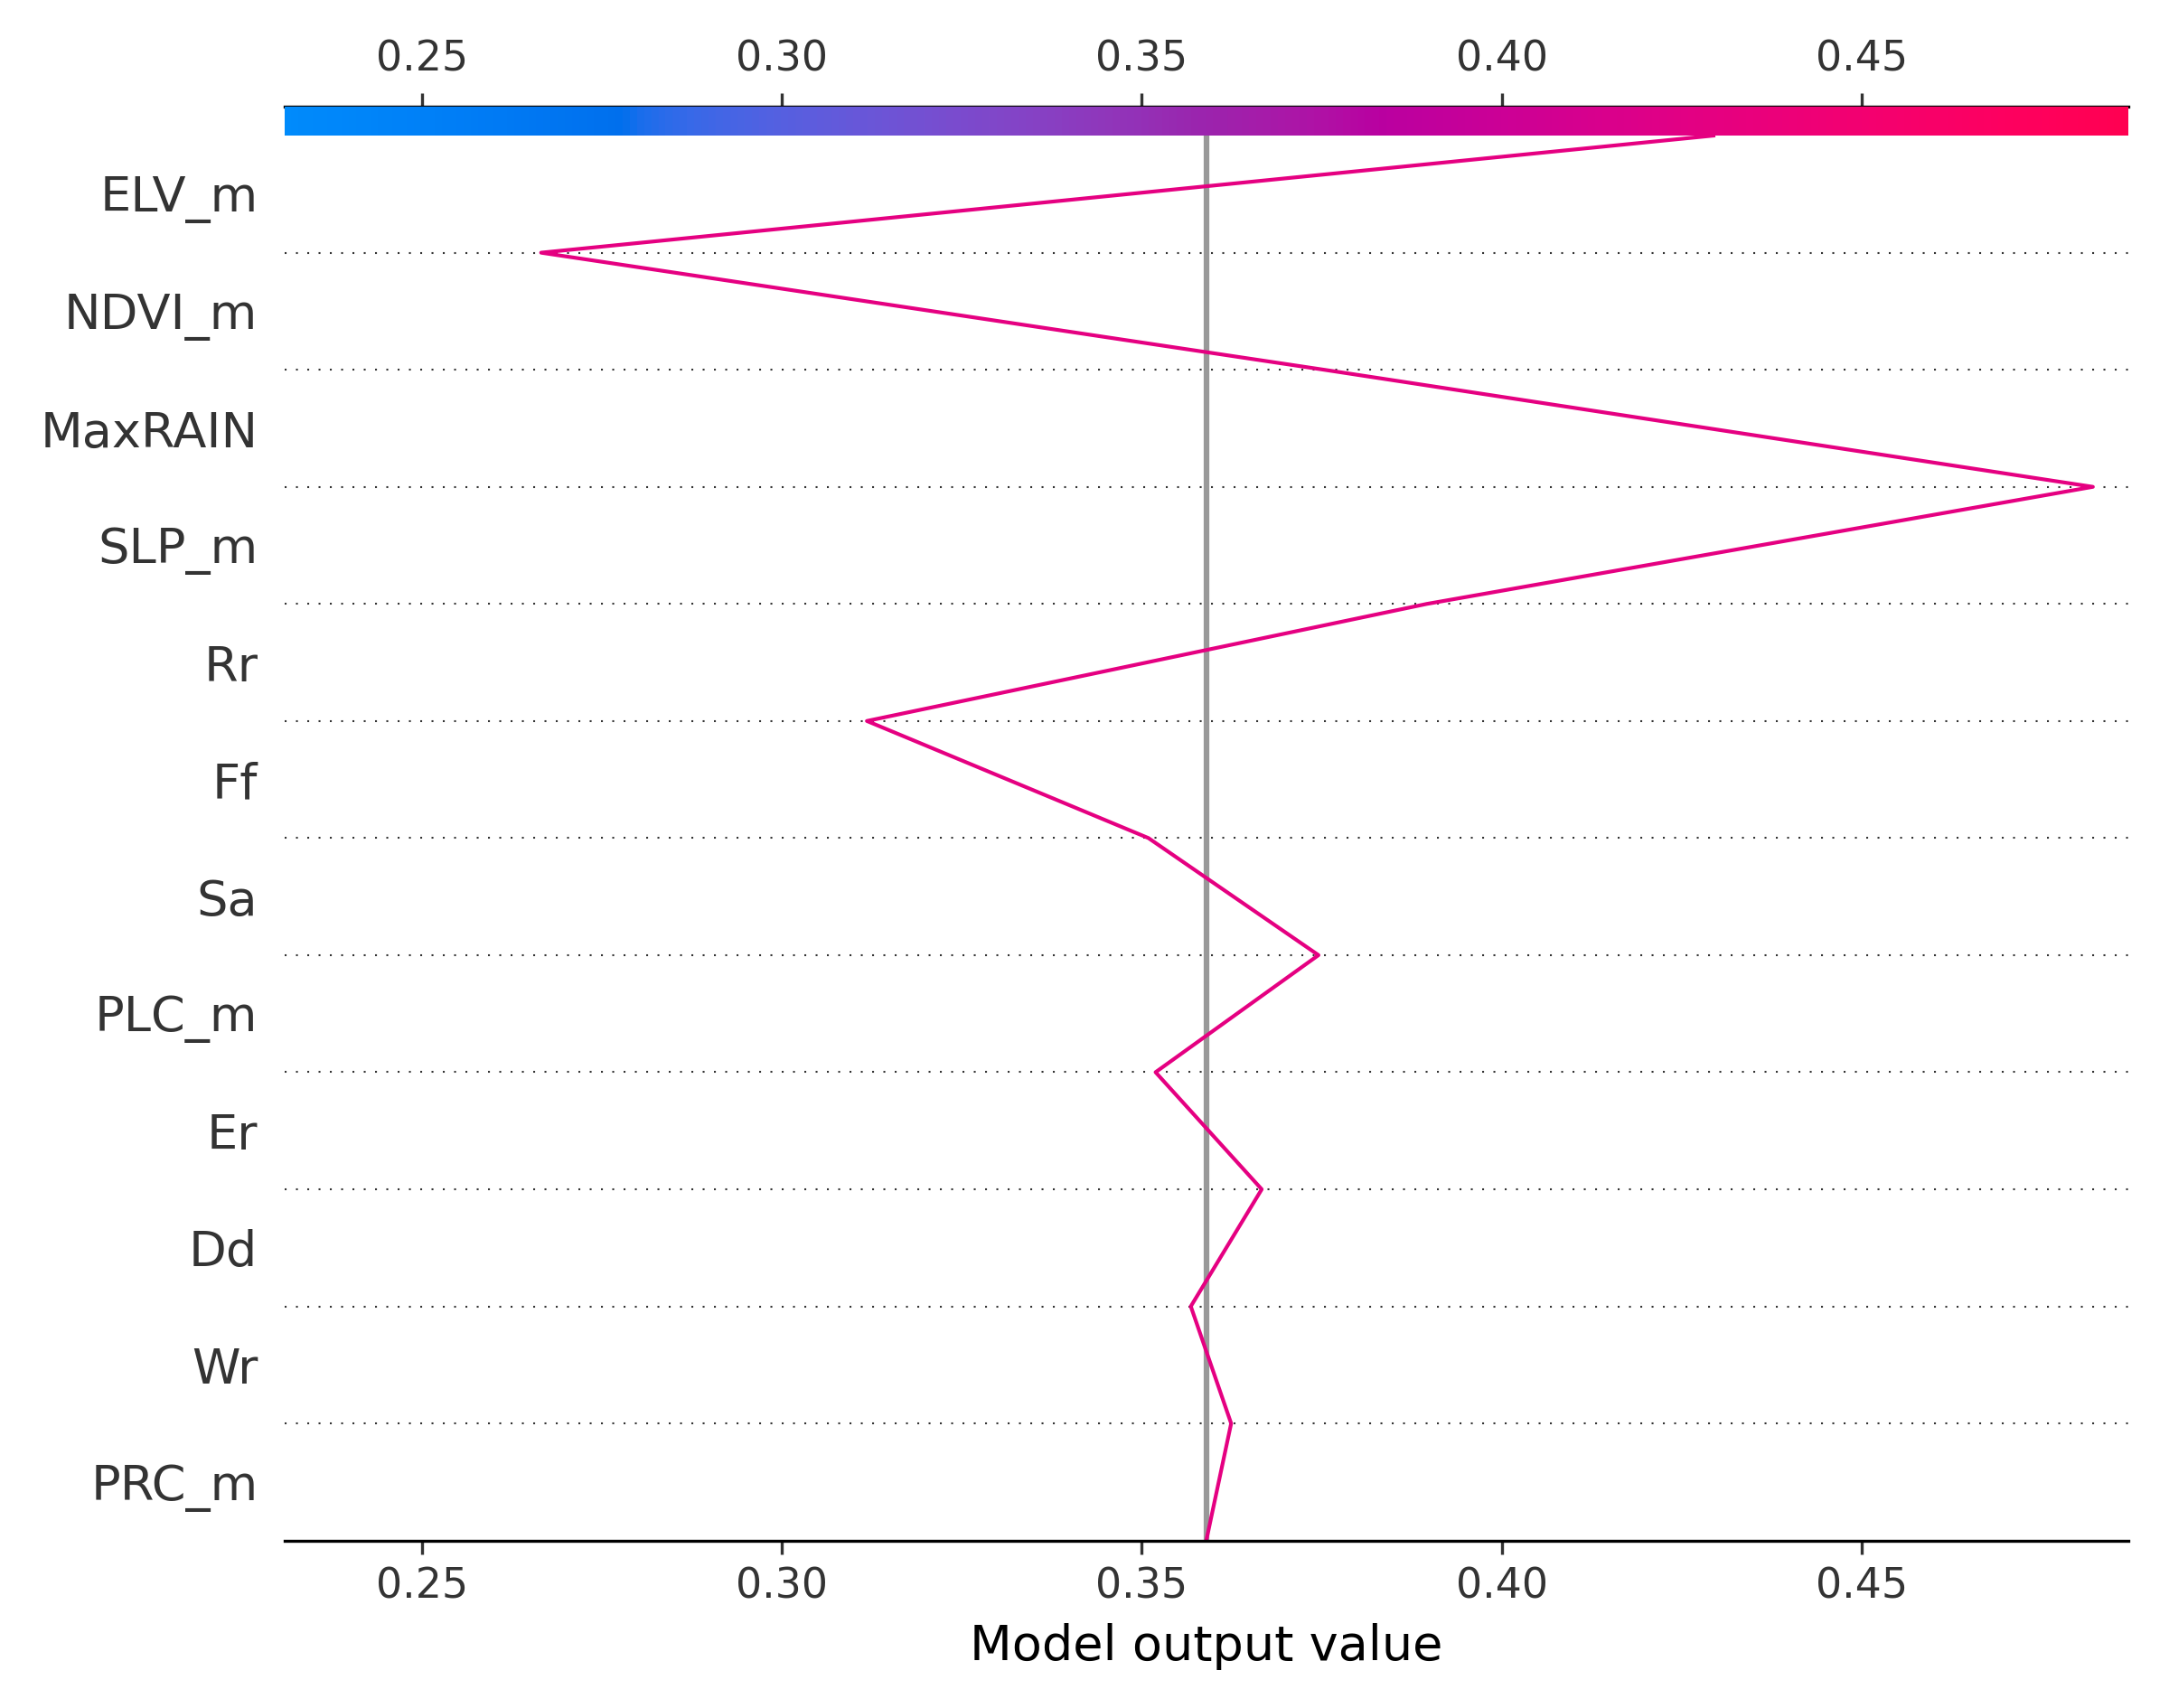 0.25 0.30 0.35 0.40 0.45
ELV_m
NDVI_m
MaxRAIN
SLP_m
Rr
Ff
Sa
PLC_m
Er
Dd
Wr
PRC_m
0.25 0.30 0.35 0.40 0.45
Model output value